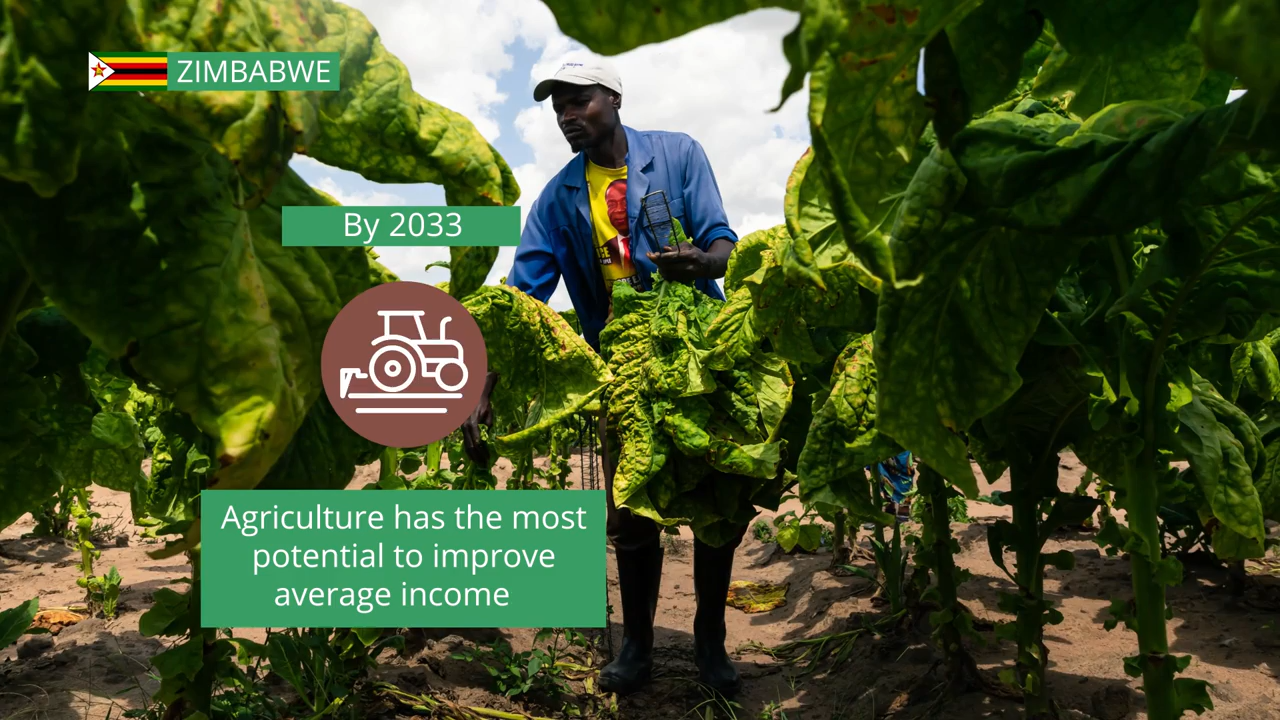 ZIMBABWE
By 2033
Agriculture has the most
potential to improve
average income